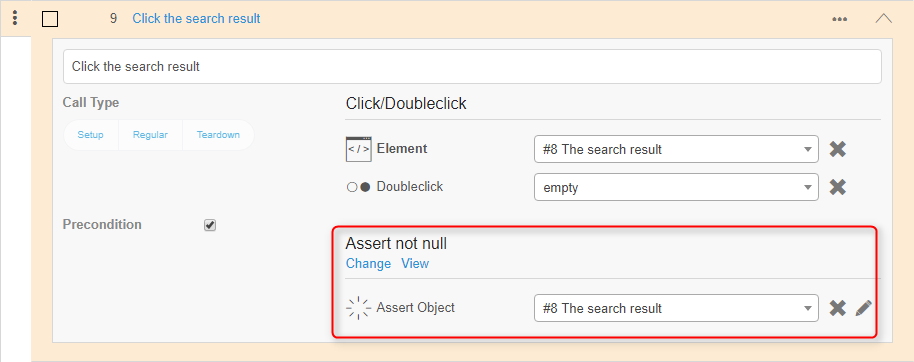 9 Click the search result
Click the search result
Call Type
Setup Regular Teardown
Click/Doubleclick
</> Element #8 The search result
Doubleclick empty
Precondition
Assert not null
Change View
Assert Object #8 The search result